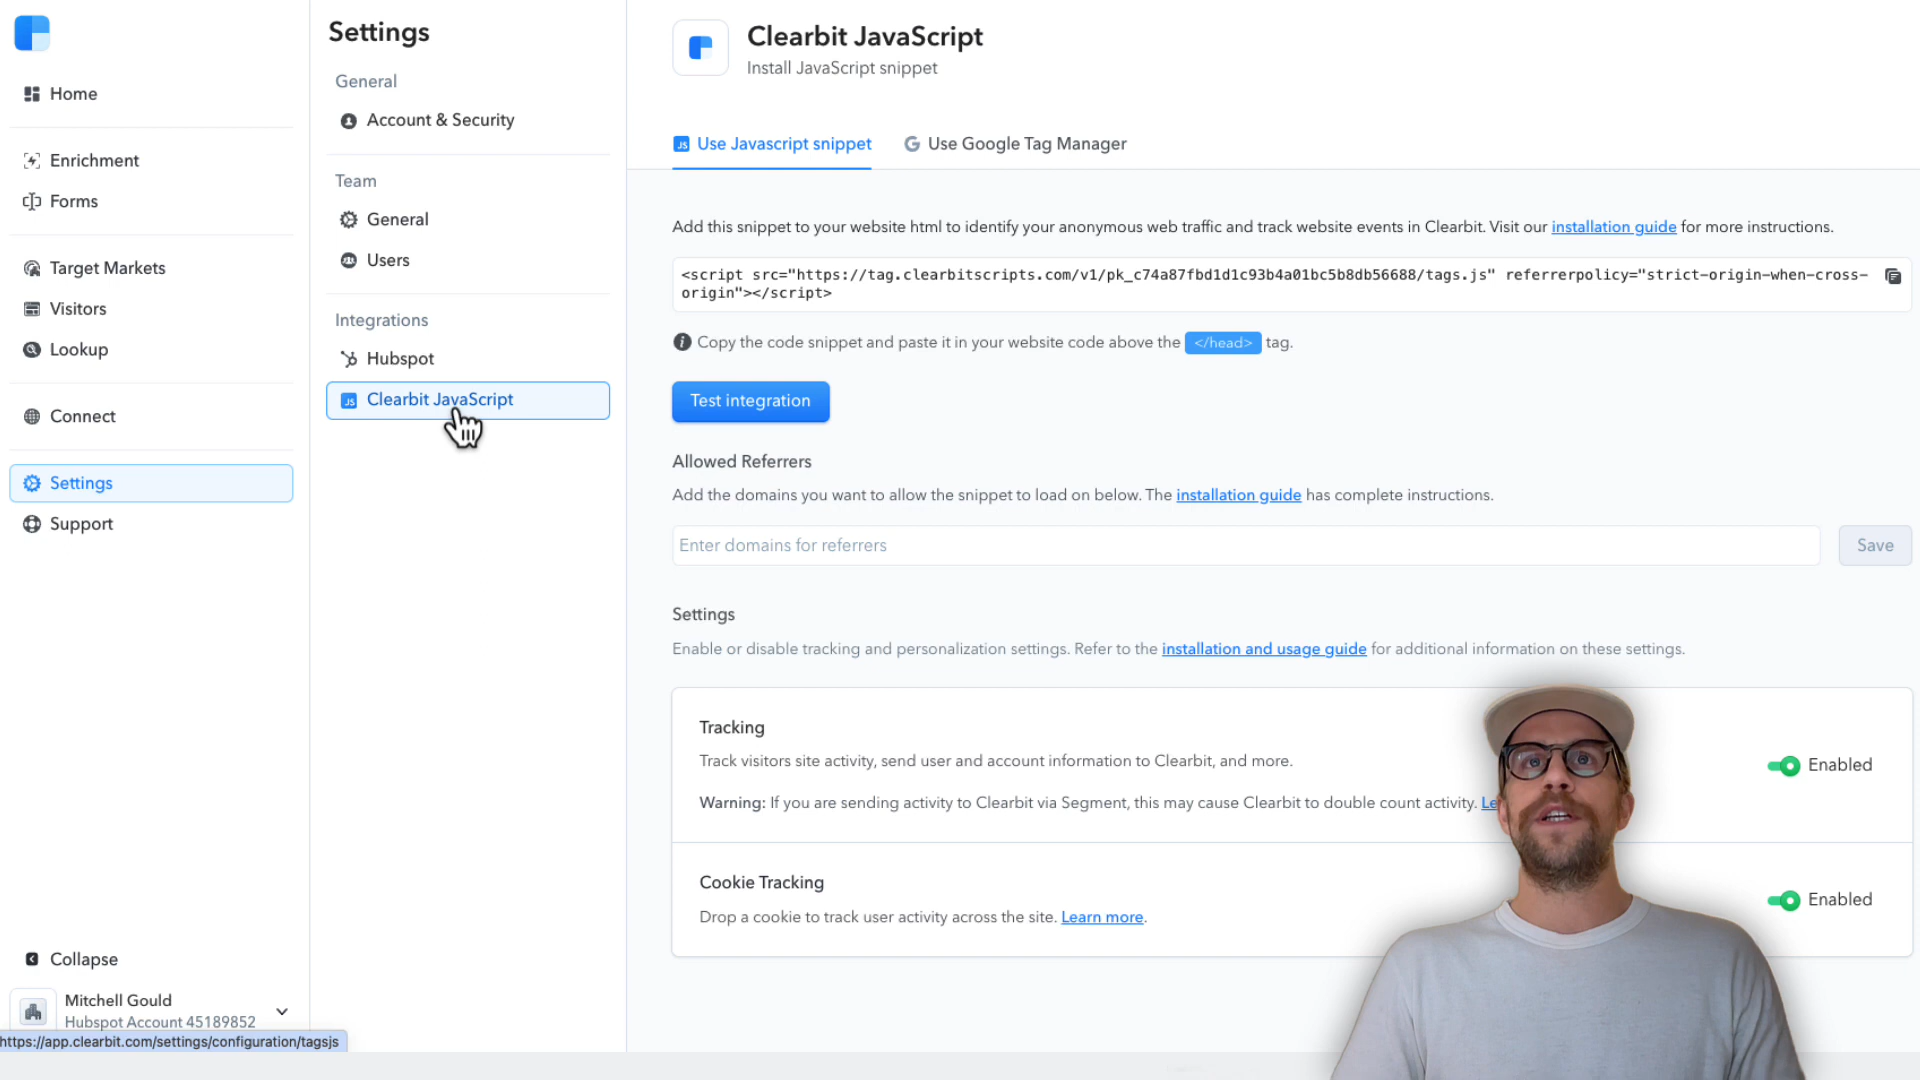 Home
Enrichment
Forms
Target Markets
Visitors
Lookup
Connect
Settings
Support
Collapse
Mitchell Gould
Hubspot Account 45189852
https://app.clearbit.com/settings/configuration/tagsjs
Settings
General
Account & Security
Team
General
Users
Integrations
Hubspot
JS Clearbit JavaScript
Clearbit JavaScript
Install JavaScript snippet
JS Use Javascript snippet
G Use Google Tag Manager
Add this snippet to your website html to identify your anonymous web traffic and track website events in Clearbit. Visit our installation guide for more instructions.
<script src="https://tag.clearbitscripts.com/v1/pk_c74a87fbd1d1c93b4a01bc5b8db56688/tags.js" referrerpolicy="strict-origin-when-cross-
origin"></script>
Copy the code snippet and paste it in your website code above the </head> tag.
Test integration
Allowed Referrers
Add the domains you want to allow the snippet to load on below. The installation guide has complete instructions.
Enter domains for referrers
Save
Settings
Enable or disable tracking and personalization settings. Refer to the installation and usage guide for additional information on these settings.
Tracking
Track visitors site activity, send user and account information to Clearbit, and more.
Enabled
Warning: If you are sending activity to Clearbit via Segment, this may cause Clearbit to double count activity.
Cookie Tracking
Drop a cookie to track user activity across the site. Learn more.
Enabled